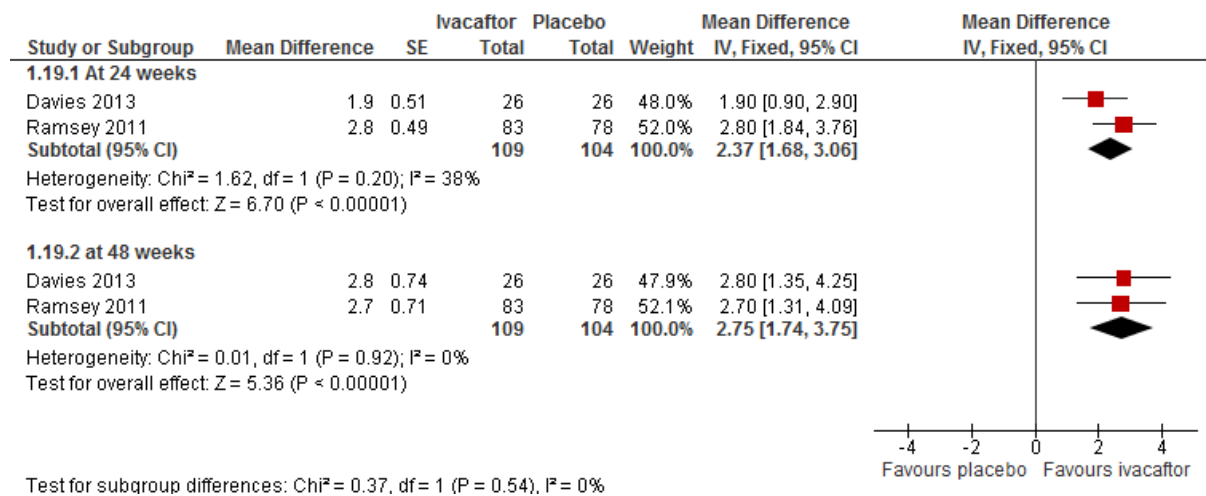 Ivacaftor Placebo Mean Difference Mean Difference
Study or Subgroup Mean Difference SE Total Total Weight IV, Fixed, 95% CI IV, Fixed, 95% CI
1.19.1 At 24 weeks
Davies 2013 1.9 0.51 26 26 48.0% 1.90 [0.90, 2.90]
Ramsey 2011 2.8 0.49 83 78 52.0% 2.80 [1.84, 3.76]
Subtotal (95% CI) 109 104 100.0% 2.37 [1.68, 3.06]
Heterogeneity: Chi² = 1.62, df = 1 (P = 0.20); I² = 38%
Test for overall effect: Z = 6.70 (P < 0.00001)
1.19.2 at 48 weeks
Davies 2013 2.8 0.74 26 26 47.9% 2.80 [1.35, 4.25]
Ramsey 2011 2.7 0.71 83 78 52.1% 2.70 [1.31, 4.09]
Subtotal (95% CI) 109 104 100.0% 2.75 [1.74, 3.75]
Heterogeneity: Chi² = 0.01, df = 1 (P = 0.92); I² = 0%
Test for overall effect: Z = 5.36 (P < 0.00001)
-4 -2 0 2 4
Favours placebo Favours ivacaftor
Test for subgroup differences: Chi² = 0.37, df = 1 (P = 0.54), I² = 0%